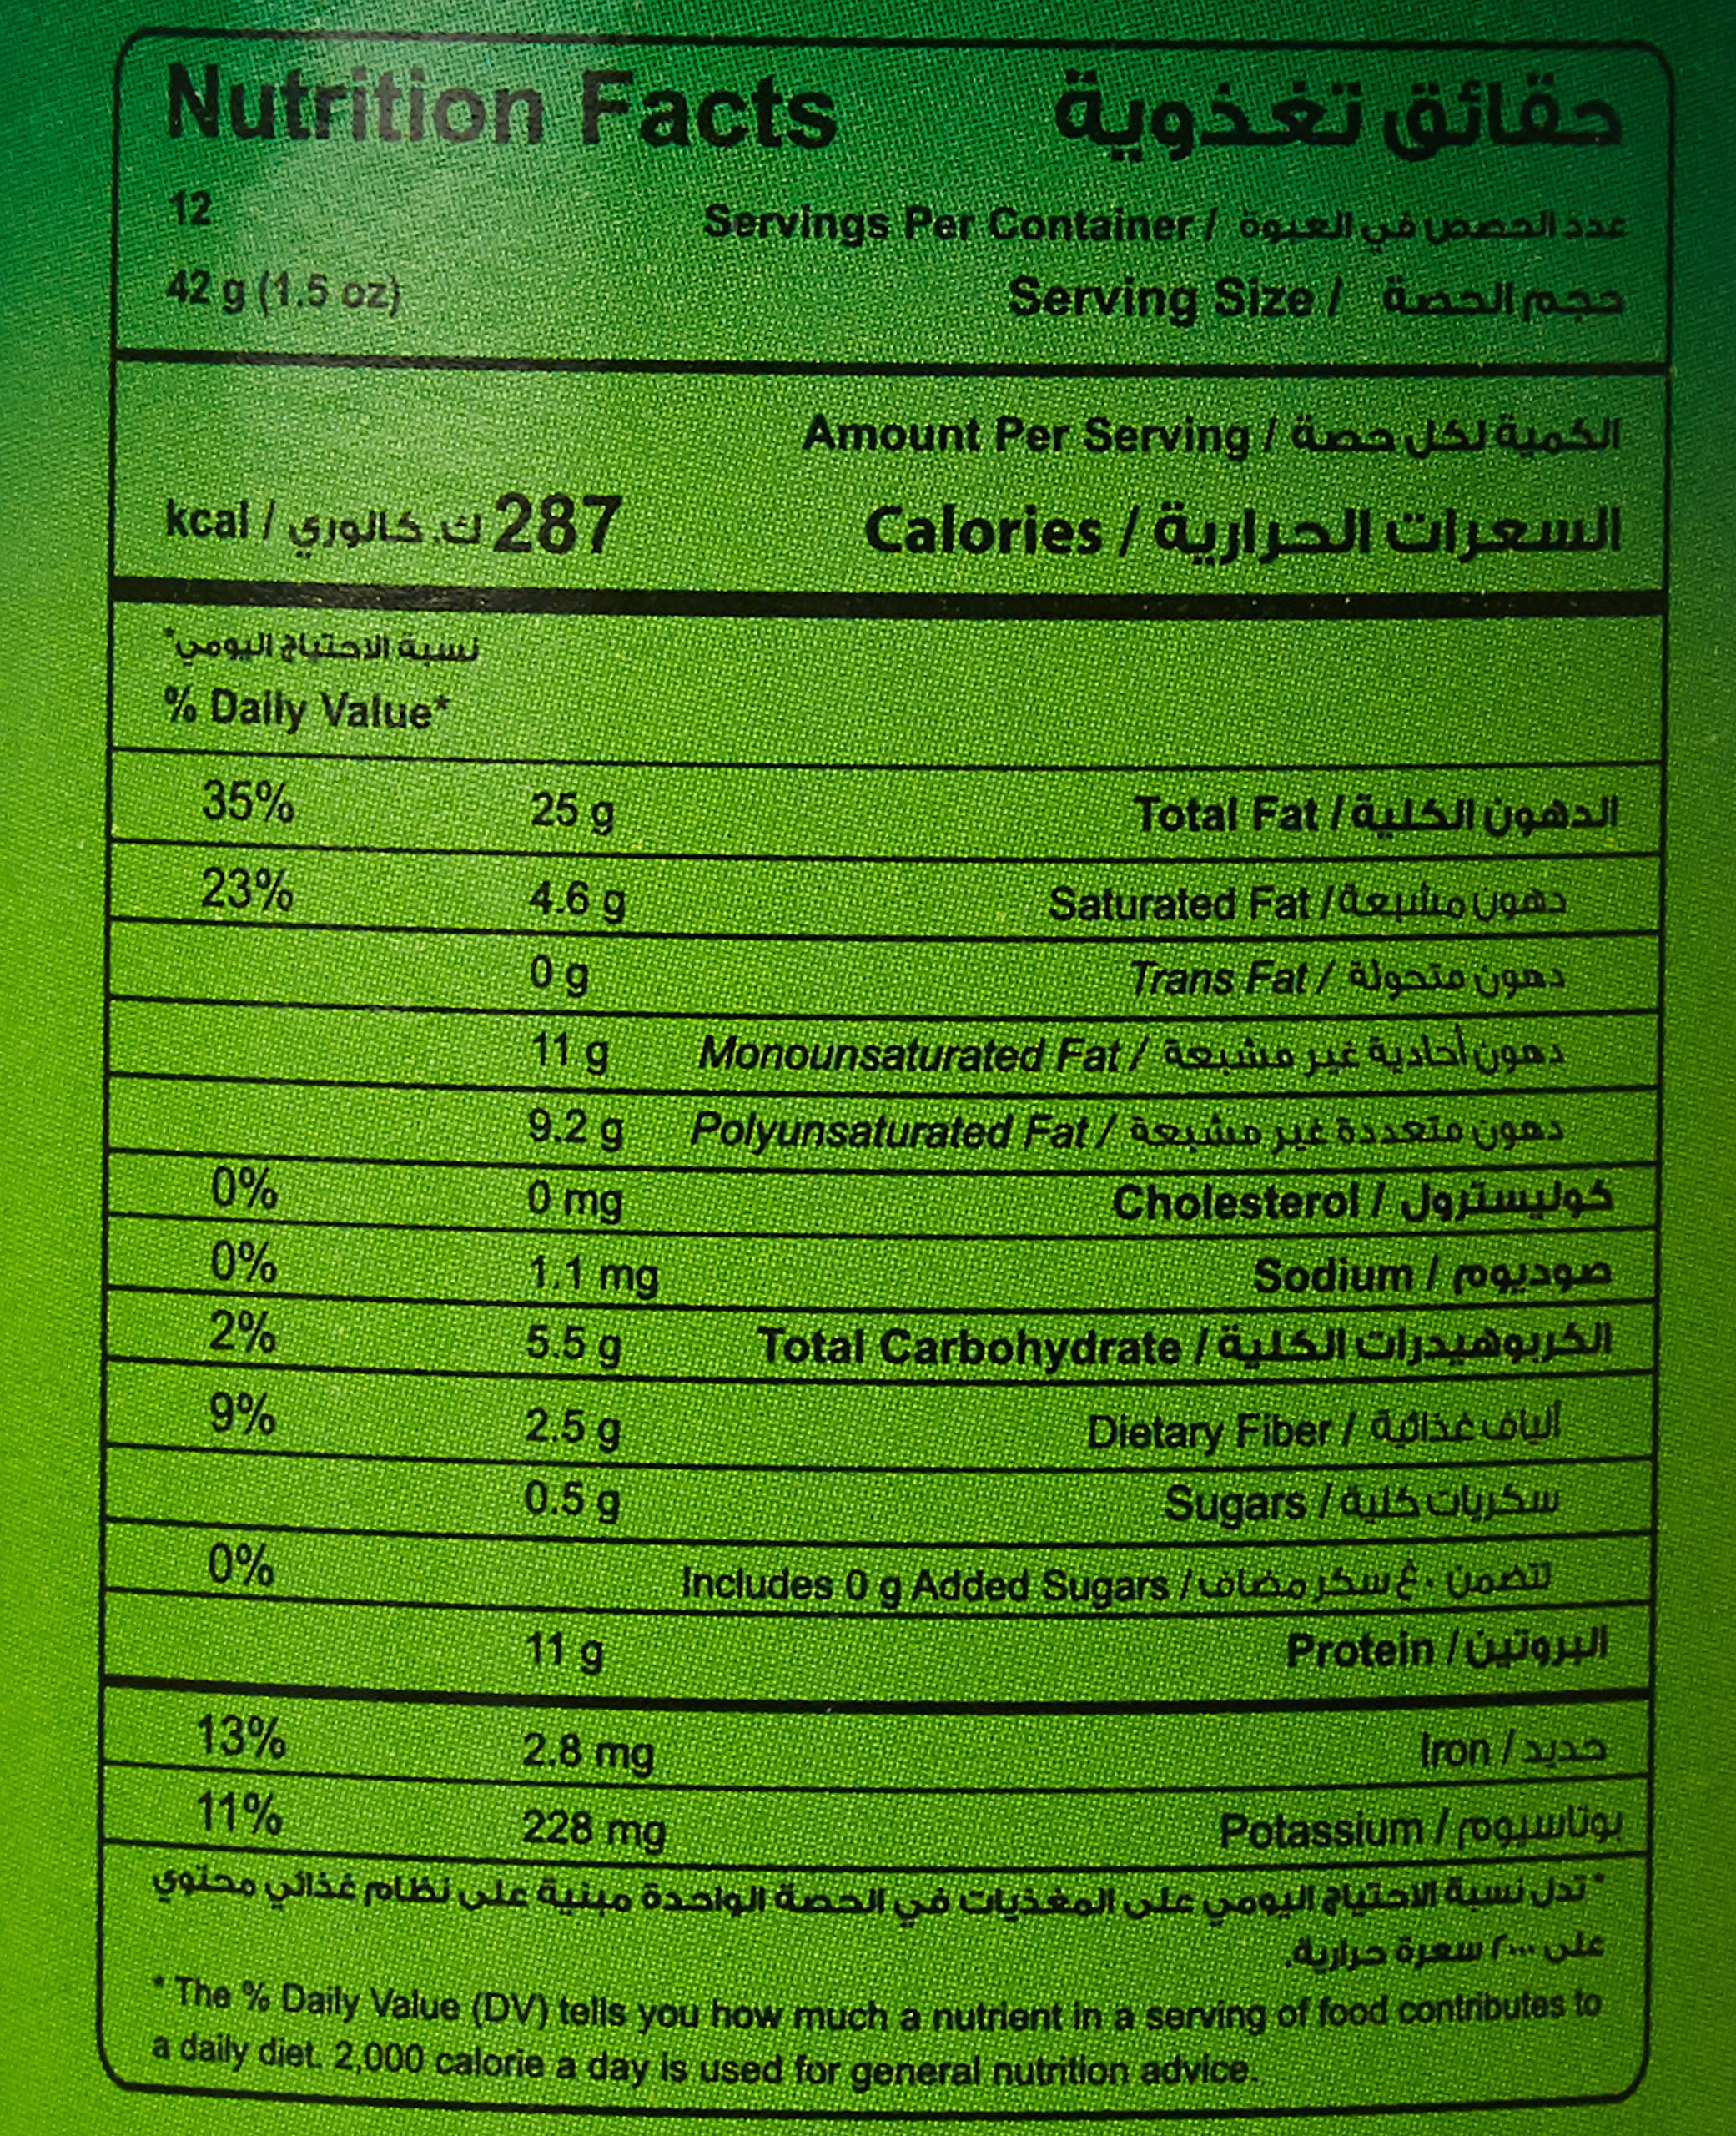 Nutrition Facts حقائق تغذوية
12 Servings Per Container / عدد الحصص في العبوة
42 g (1.5 oz) Serving Size / حجم الحصة
Amount Per Serving / الكمية لكل حصة
kcal / ك. كالوري 287 Calories / السعرات الحرارية
نسبة الاحتياج اليومي*
% Daily Value*
35% 25 g Total Fat / الدهون الكلية
23% 4.6 g Saturated Fat / دهون مشبعة
0 g Trans Fat / دهون متحولة
11 g Monounsaturated Fat / دهون أحادية غير مشبعة
9.2 g Polyunsaturated Fat / دهون متعددة غير مشبعة
0% 0 mg Cholesterol / كوليسترول
0% 1.1 mg Sodium / صوديوم
2% 5.5 g Total Carbohydrate / الكربوهيدرات الكلية
9% 2.5 g Dietary Fiber / ألياف غذائية
0.5 g Sugars / سكريات كلية
0% Includes 0 g Added Sugars / تتضمن ٠ غ سكر مضاف
11 g Protein / البروتين
13% 2.8 mg Iron / حديد
11% 228 mg Potassium / بوتاسيوم
*تدل نسبة الاحتياج اليومي على المغذيات في الحصة الواحدة مبنية على نظام غذائي محتوي
على ٢٠٠٠ سعرة حرارية.
* The % Daily Value (DV) tells you how much a nutrient in a serving of food contributes to
a daily diet. 2,000 calorie a day is used for general nutrition advice.